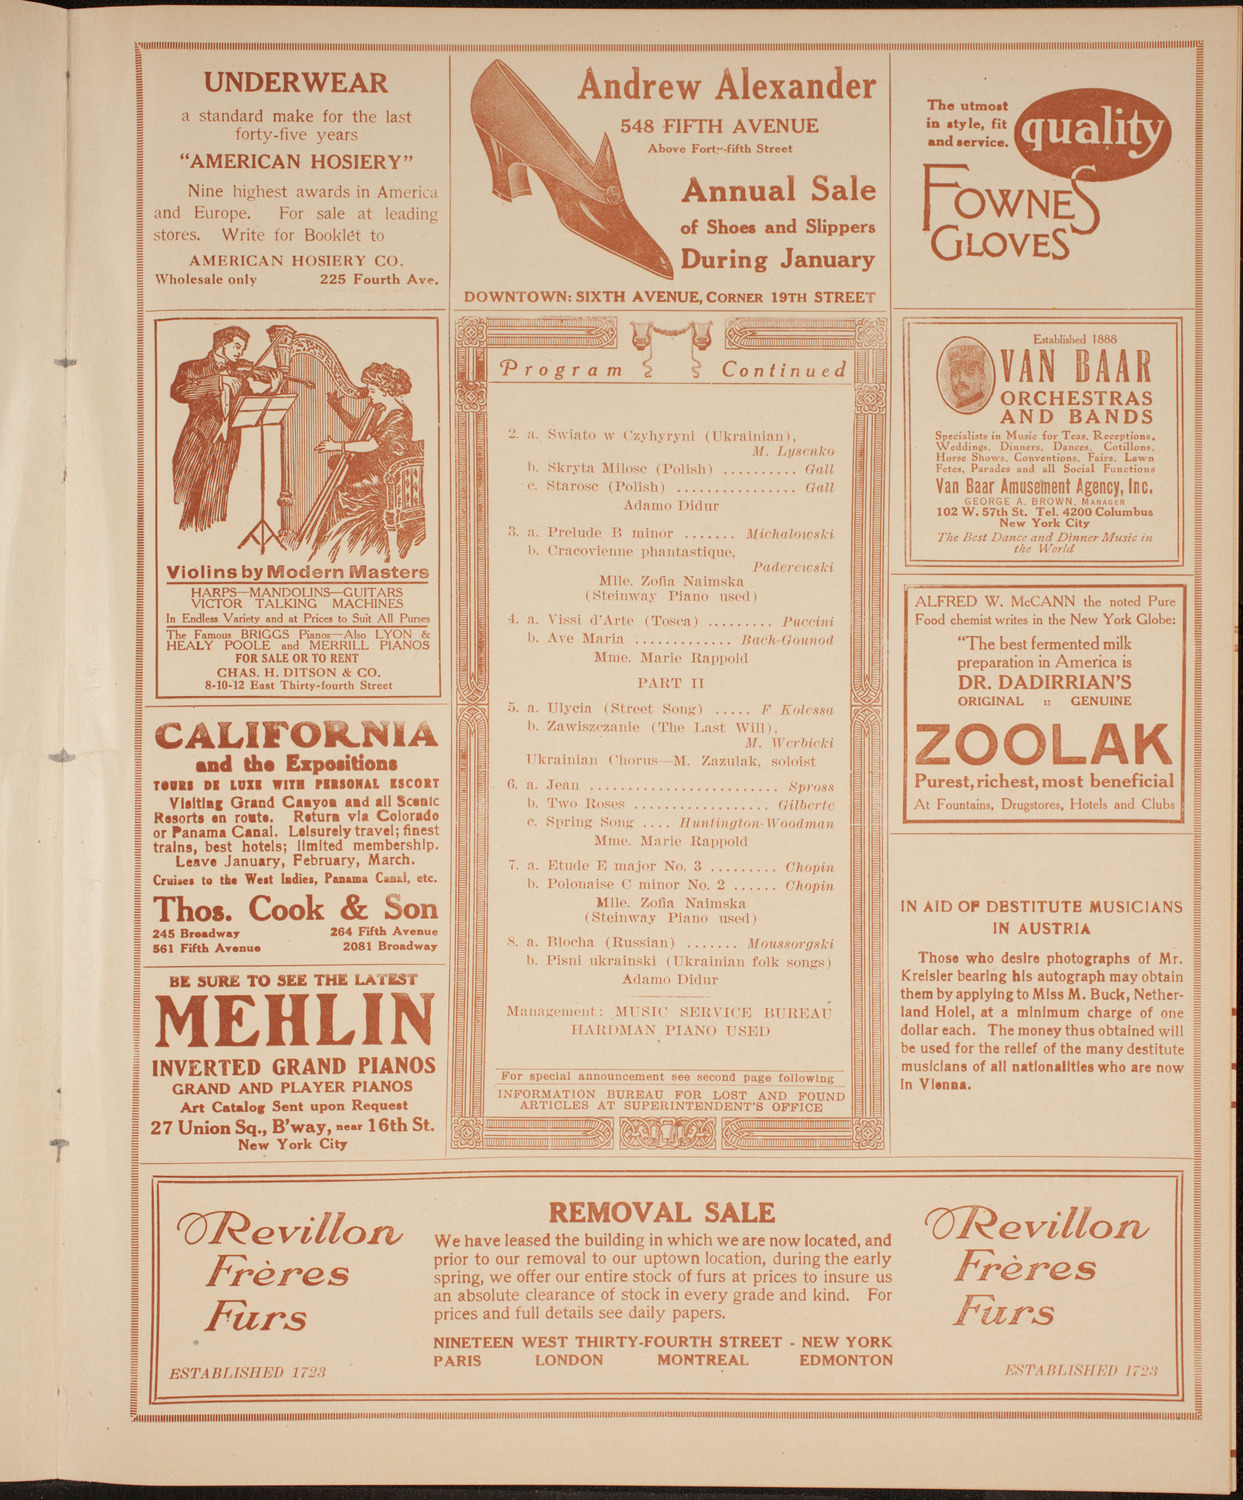 UNDERWEAR
a standard make for the last
forty-five years
“AMERICAN HOSIERY”
Nine highest awards in America
and Europe. For sale at leading
stores. Write for Booklet to
AMERICAN HOSIERY CO.
Wholesale only 225 Fourth Ave.
Andrew Alexander
548 FIFTH AVENUE
Above Forty-fifth Street
Annual Sale
of Shoes and Slippers
During January
DOWNTOWN: SIXTH AVENUE, CORNER 19TH STREET
The utmost
in style, fit
and service.
quality
FOWNES
GLOVES
Violins by Modern Masters
HARPS—MANDOLINS—GUITARS
VICTOR TALKING MACHINES
In Endless Variety and at Prices to Suit All Purses
The Famous BRIGGS Pianos—Also LYON &
HEALY POOLE and MERRILL PIANOS
FOR SALE OR TO RENT
CHAS. H. DITSON & CO.
8-10-12 East Thirty-fourth Street
CALIFORNIA
and the Expositions
TOURS DE LUXE WITH PERSONAL ESCORT
Visiting Grand Canyon and all Scenic
Resorts en route. Return via Colorado
or Panama Canal. Leisurely travel; finest
trains, best hotels; limited membership.
Leave January, February, March.
Cruises to the West Indies, Panama Canal, etc.
Thos. Cook & Son
245 Broadway 264 Fifth Avenue
561 Fifth Avenue 2081 Broadway
BE SURE TO SEE THE LATEST
MEHLIN
INVERTED GRAND PIANOS
GRAND AND PLAYER PIANOS
Art Catalog Sent upon Request
27 Union Sq., B'way, near 16th St.
New York City
Program Continued
2. a. Swiato w Czyhyryni (Ukrainian),
M. Lysenko
b. Skryta Milosc (Polish) .......... Gall
c. Starosc (Polish) ................ Gall
Adamo Didur
3. a. Prelude B minor ....... Michalowski
b. Cracovienne phantastique,
Paderewski
Mlle. Zofia Naimska
(Steinway Piano used)
4. a. Vissi d'Arte (Tosca) ......... Puccini
b. Ave Maria ............. Bach-Gounod
Mme. Marie Rappold
PART II
5. a. Ulycia (Street Song) ..... F Kolessa
b. Zawiszczanie (The Last Will),
M. Werbicki
Ukrainian Chorus—M. Zazulak, soloist
6. a. Jean ........................ Spross
b. Two Roses .................. Gilberte
c. Spring Song .... Huntington-Woodman
Mme. Marie Rappold
7. a. Etude E major No. 3 ......... Chopin
b. Polonaise C minor No. 2 ...... Chopin
Mlle. Zofia Naimska
(Steinway Piano used)
8. a. Blocha (Russian) ....... Moussorgski
b. Pisni ukrainski (Ukrainian folk songs)
Adamo Didur
Management: MUSIC SERVICE BUREAU
HARDMAN PIANO USED
For special announcement see second page following
INFORMATION BUREAU FOR LOST AND FOUND
ARTICLES AT SUPERINTENDENT'S OFFICE
Established 1888
VAN BAAR
ORCHESTRAS
AND BANDS
Specialists in Music for Teas, Receptions,
Weddings, Dinners, Dances, Cotillons,
Horse Shows, Conventions, Fairs, Lawn
Fetes, Parades and all Social Functions
Van Baar Amusement Agency, Inc.
GEORGE A. BROWN, MANAGER
102 W. 57th St. Tel. 4200 Columbus
New York City
The Best Dance and Dinner Music in
the World
ALFRED W. McCANN the noted Pure
Food chemist writes in the New York Globe:
“The best fermented milk
preparation in America is
DR. DADIRRIAN'S
ORIGINAL :: GENUINE
ZOOLAK
Purest, richest, most beneficial
At Fountains, Drugstores, Hotels and Clubs
IN AID OF DESTITUTE MUSICIANS
IN AUSTRIA
Those who desire photographs of Mr.
Kreisler bearing his autograph may obtain
them by applying to Miss M. Buck, Nether-
land Hotel, at a minimum charge of one
dollar each. The money thus obtained will
be used for the relief of the many destitute
musicians of all nationalities who are now
in Vienna.
Revillon
Frères
Furs
ESTABLISHED 1723
REMOVAL SALE
We have leased the building in which we are now located, and
prior to our removal to our uptown location, during the early
spring, we offer our entire stock of furs at prices to insure us
an absolute clearance of stock in every grade and kind. For
prices and full details see daily papers.
NINETEEN WEST THIRTY-FOURTH STREET - NEW YORK
PARIS LONDON MONTREAL EDMONTON
Revillon
Frères
Furs
ESTABLISHED 1723